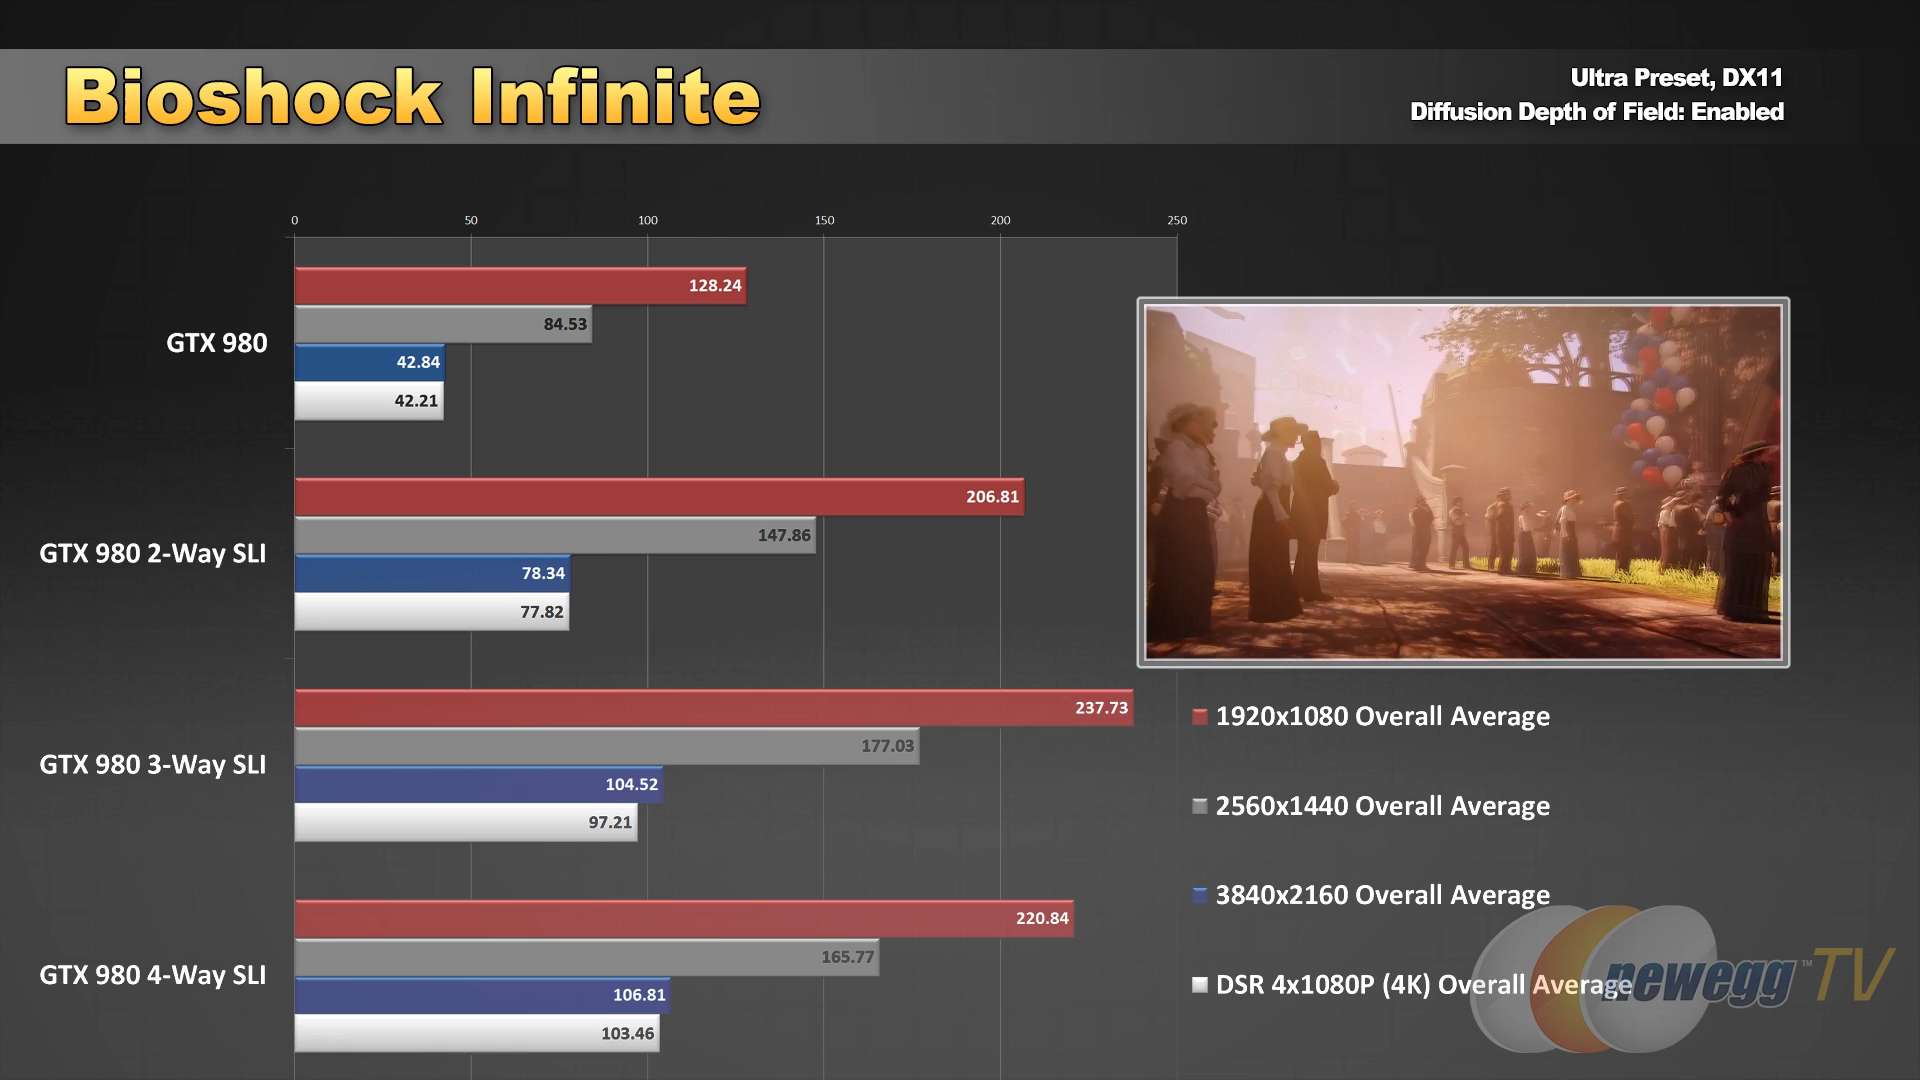 Bioshock Infinite
Ultra Preset, DX11
Diffusion Depth of Field: Enabled
0 50 100 150 200 250
GTX 980
128.24
84.53
42.84
42.21
GTX 980 2-Way SLI
206.81
147.86
78.34
77.82
GTX 980 3-Way SLI
237.73
177.03
104.52
97.21
GTX 980 4-Way SLI
220.84
165.77
106.81
103.46
1920x1080 Overall Average
2560x1440 Overall Average
3840x2160 Overall Average
DSR 4x1080P (4K) Overall Average
newegg™ TV